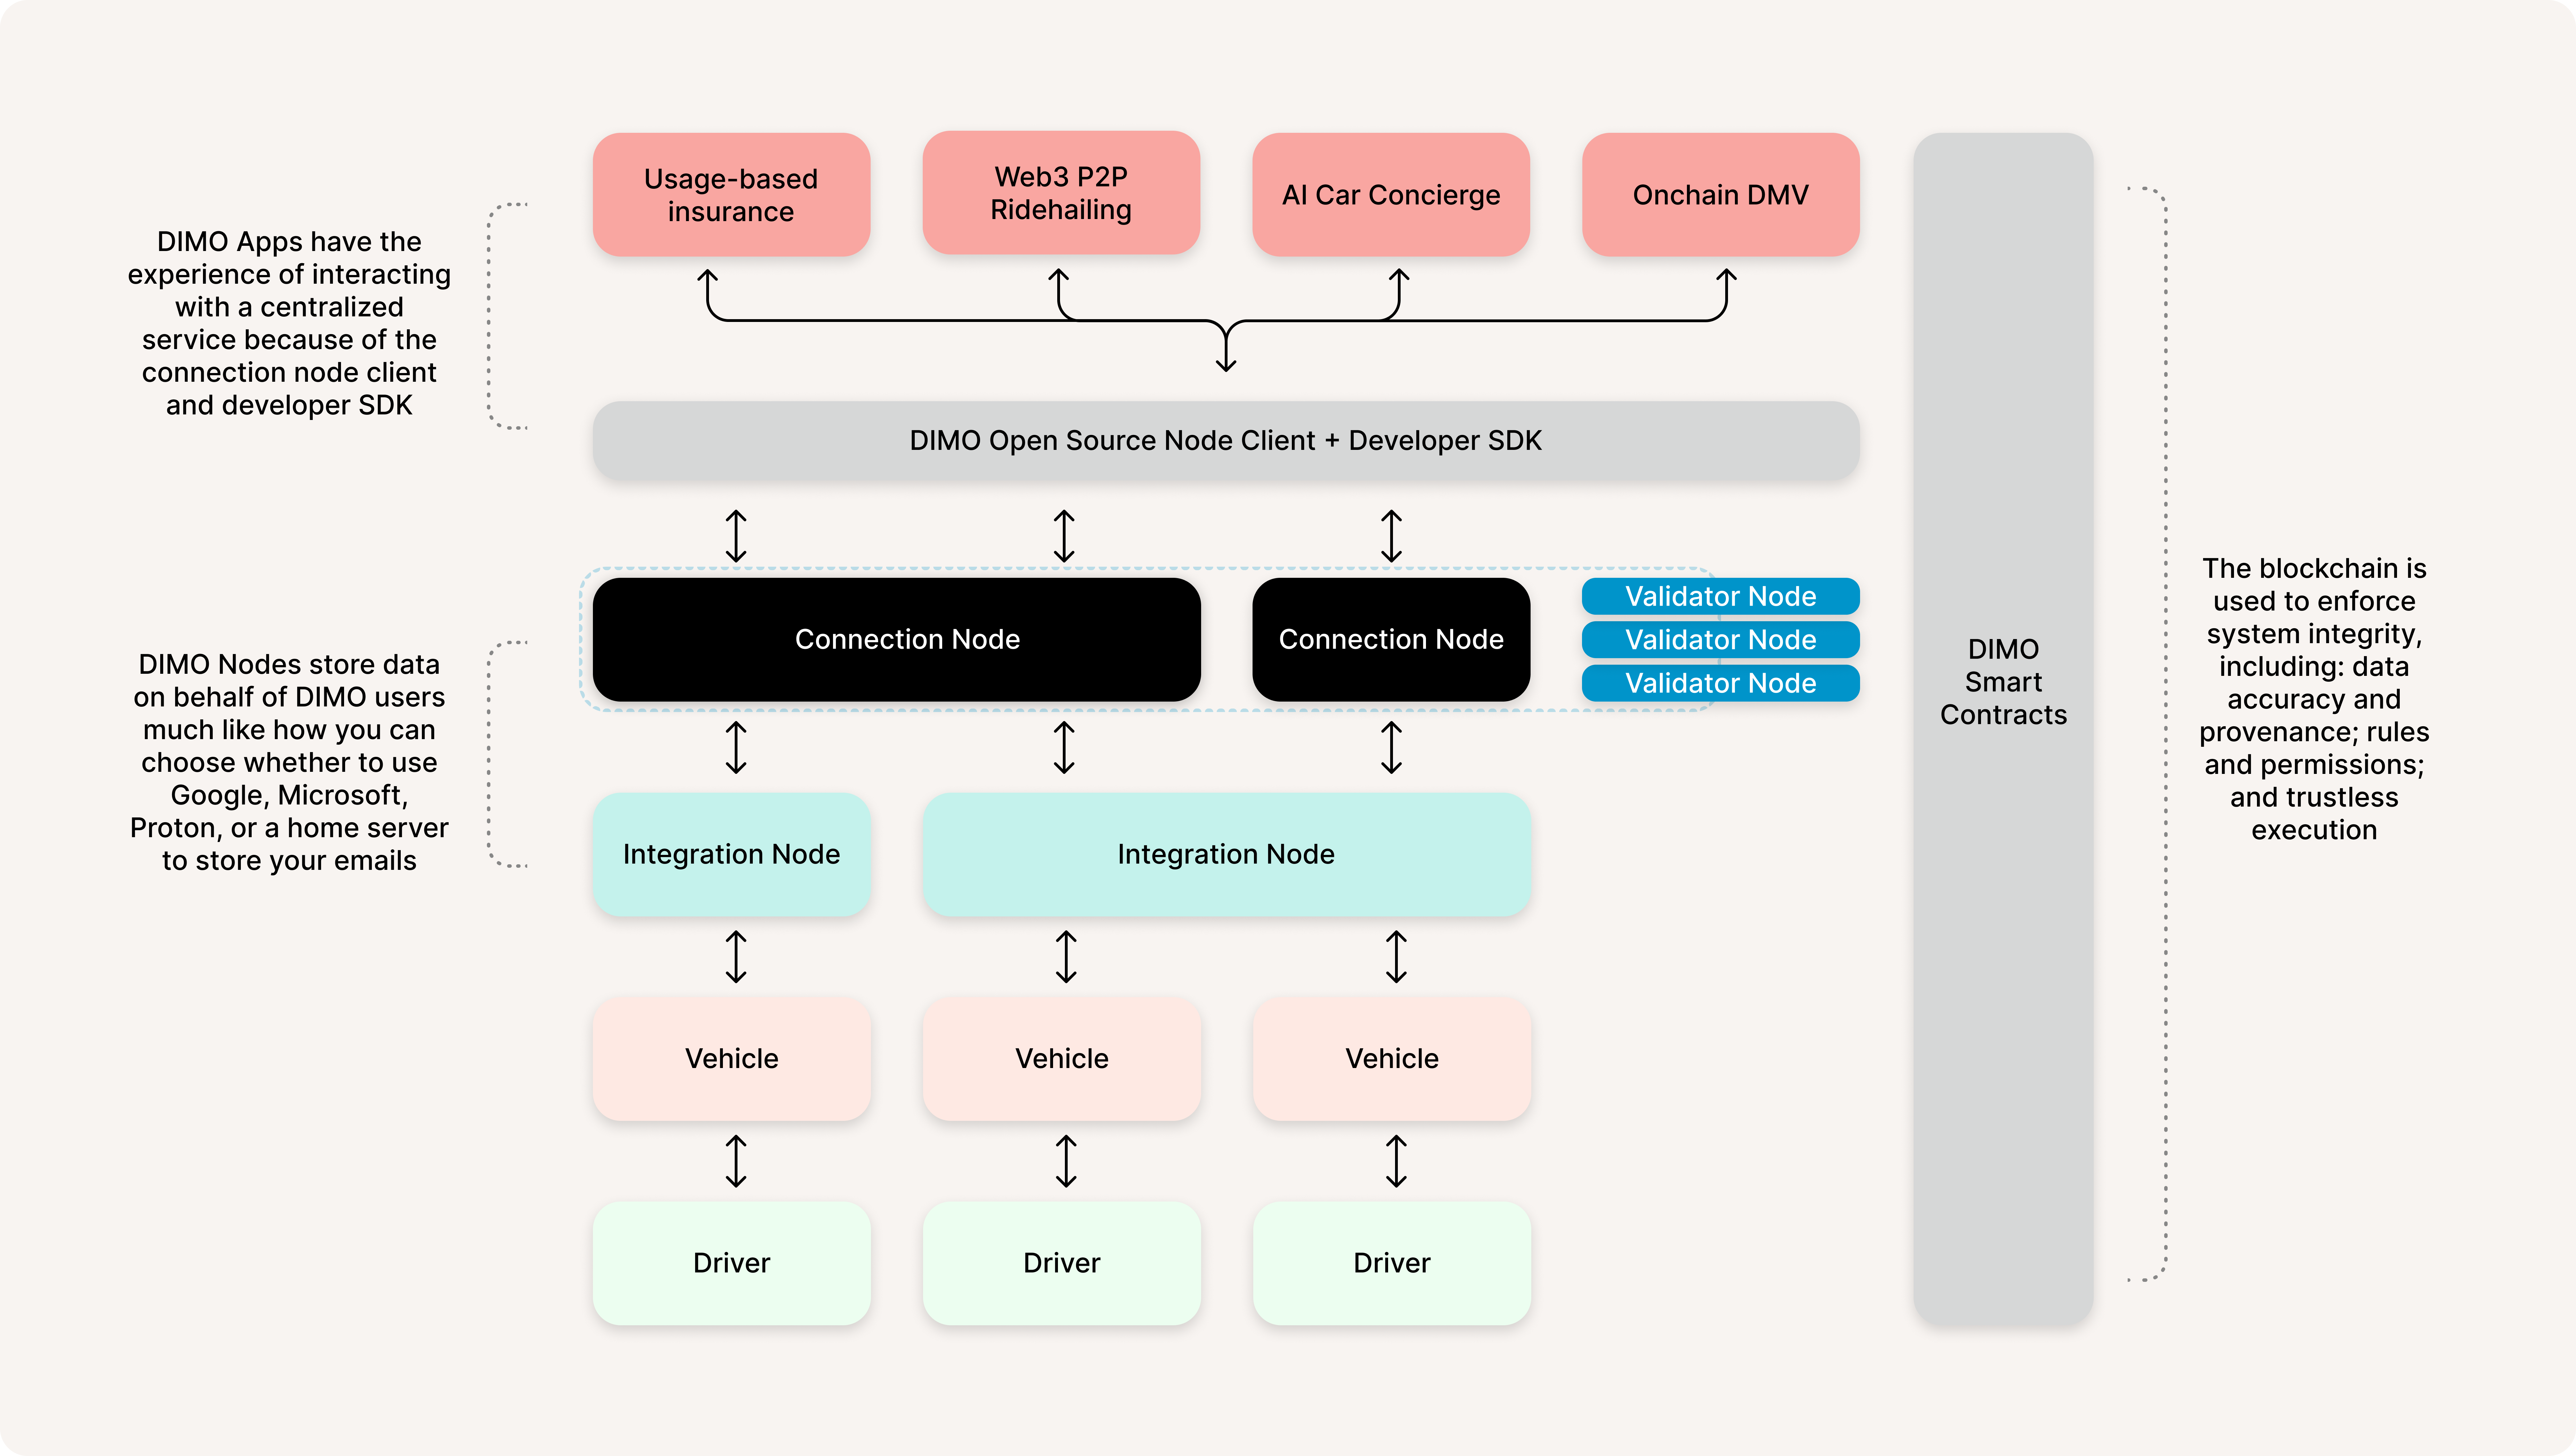 Usage-based
insurance
Web3 P2P
Ridehailing
AI Car Concierge
Onchain DMV
DIMO Apps have the
experience of interacting
with a centralized
service because of the
connection node client
and developer SDK
DIMO Open Source Node Client + Developer SDK
Connection Node
Connection Node
Validator Node
Validator Node
Validator Node
DIMO
Smart
Contracts
The blockchain is
used to enforce
system integrity,
including: data
accuracy and
provenance; rules
and permissions;
and trustless
execution
DIMO Nodes store data
on behalf of DIMO users
much like how you can
choose whether to use
Google, Microsoft,
Proton, or a home server
to store your emails
Integration Node
Integration Node
Vehicle
Vehicle
Vehicle
Driver
Driver
Driver